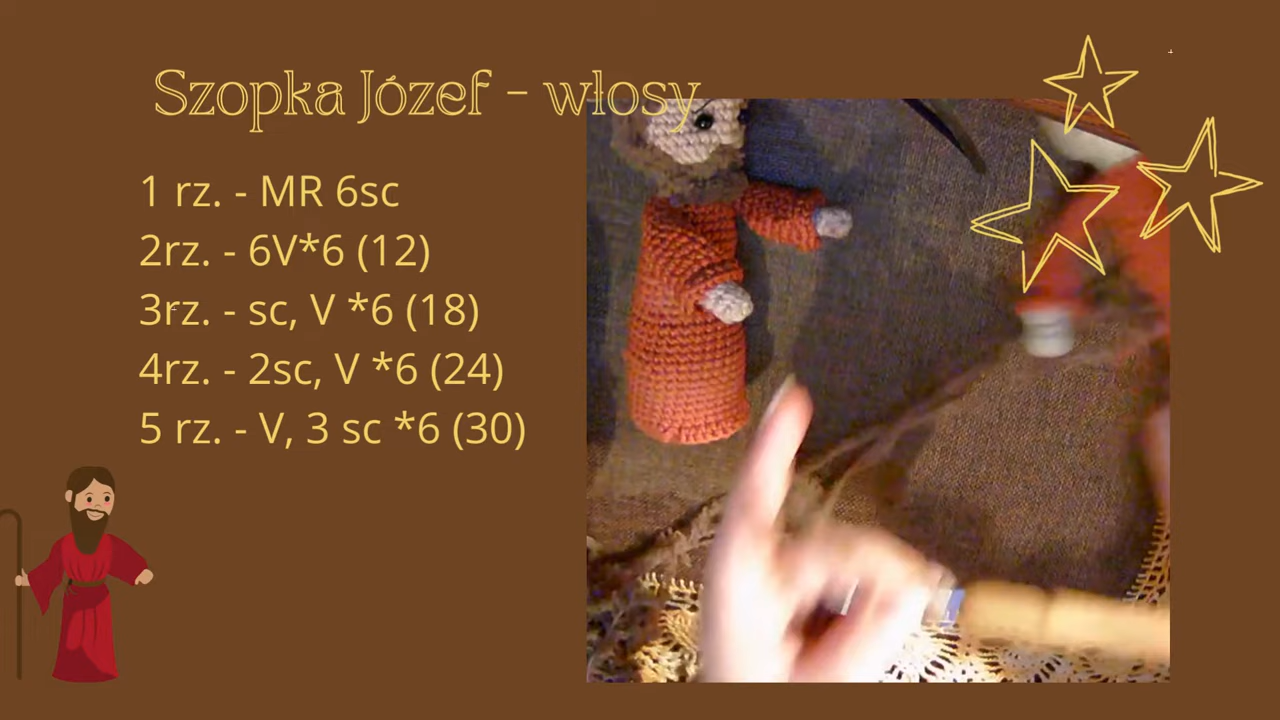 Szopka Józef - włosy
1 rz. - MR 6sc
2rz. - 6V*6 (12)
3rz. - sc, V *6 (18)
4rz. - 2sc, V *6 (24)
5 rz. - V, 3 sc *6 (30)